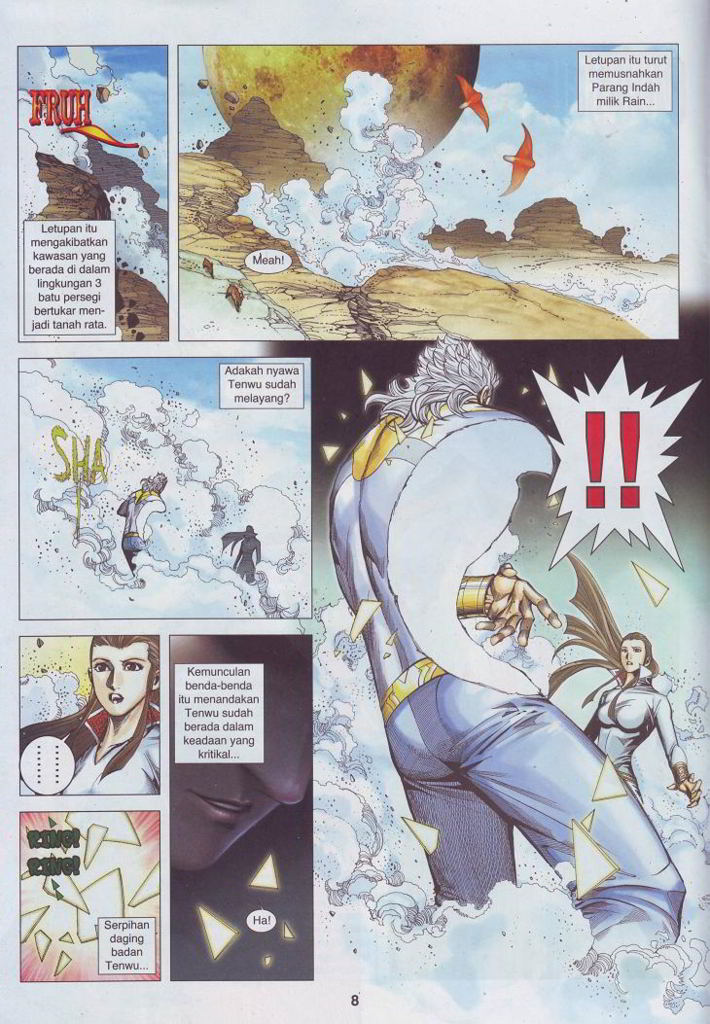 FRUH
Letupan itu
mengakibatkan
kawasan yang
berada di dalam
lingkungan 3
batu persegi
bertukar men-
jadi tanah rata.
Letupan itu turut
memusnahkan
Parang Indah
milik Rain...
Meah!
Adakah nyawa
Tenwu sudah
melayang?
SHA
!!
Kemunculan
benda-benda
itu menandakan
Tenwu sudah
berada dalam
keadaan yang
kritikal...
RING!
RING!
Serpihan
daging
badan
Tenwu...
Ha!
8